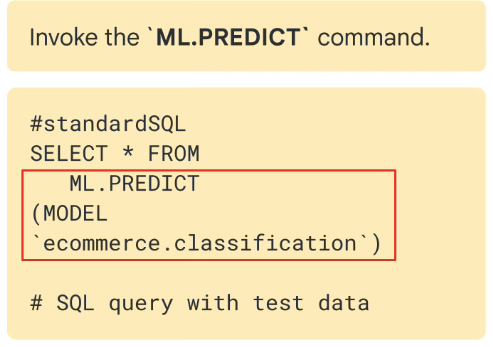 Invoke the `ML.PREDICT` command.
#standardSQL
SELECT * FROM
ML.PREDICT
(MODEL
`ecommerce.classification`)
# SQL query with test data